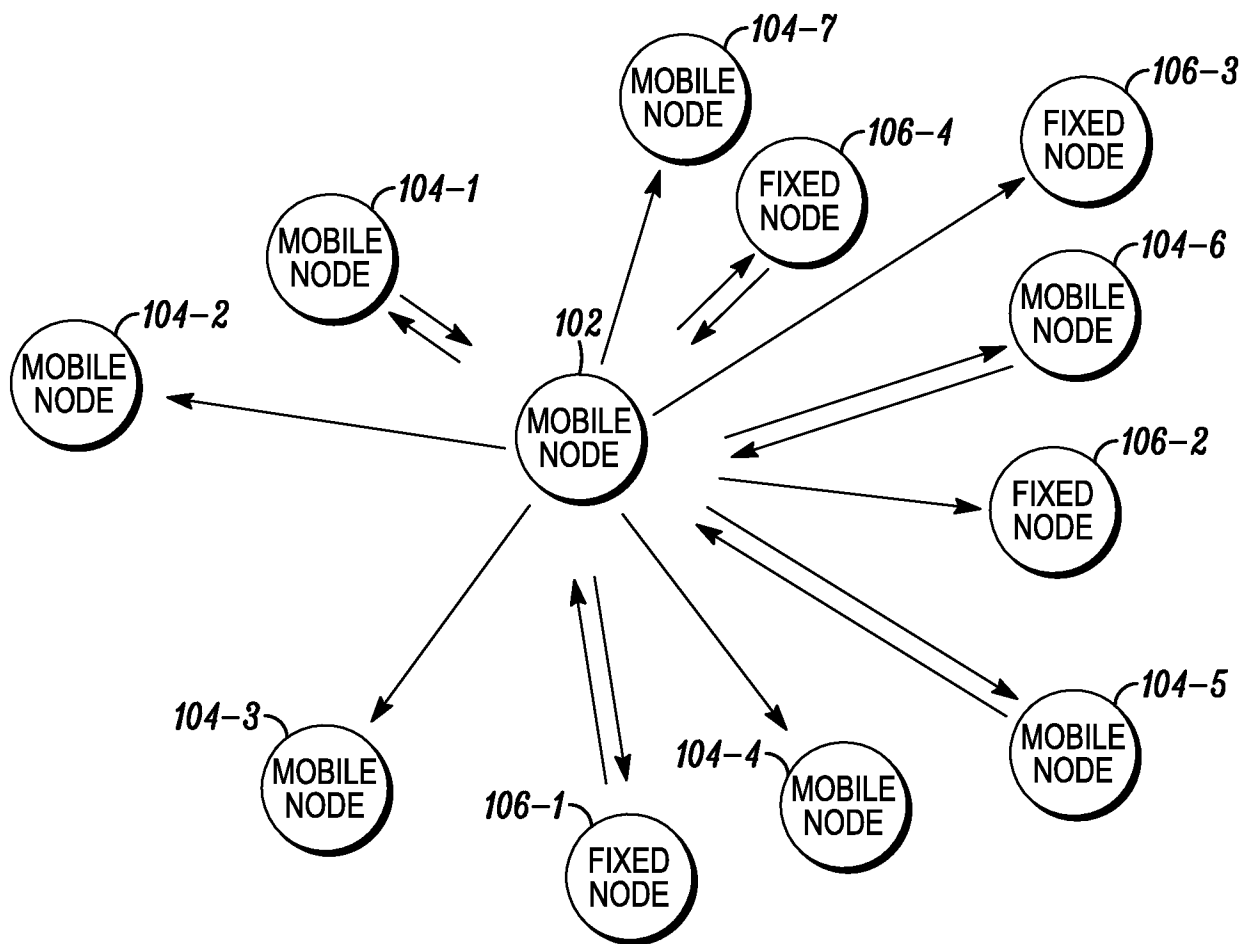 104-7
MOBILE
NODE
106-3
FIXED
NODE
106-4
FIXED
NODE
104-1
MOBILE
NODE
104-6
MOBILE
NODE
104-2
MOBILE
NODE
102
MOBILE
NODE
106-2
FIXED
NODE
104-5
MOBILE
NODE
104-3
MOBILE
NODE
104-4
MOBILE
NODE
106-1
FIXED
NODE